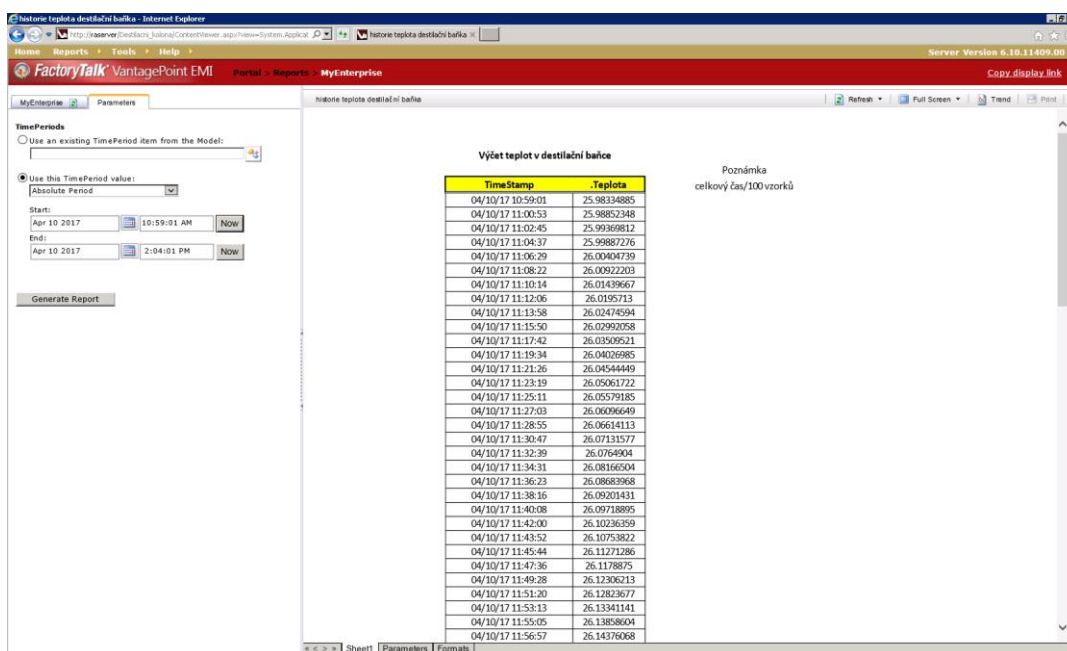 historie teplota destilační baňka - Internet Explorer
http://raserver/Destilacni_kolona/ContentViewer.aspx?view=System.Applicat
historie teplota destilační baňka
Home Reports Tools Help
Server Version 6.10.11409.00
FactoryTalk VantagePoint EMI
Portal > Reports > MyEnterprise
Copy display link
MyEnterprise Parameters
historie teplota destilační baňka
Refresh Full Screen Trend Print
TimePeriods
Use an existing TimePeriod item from the Model:
Use this TimePeriod value:
Absolute Period
Start:
Apr 10 2017 10:59:01 AM Now
End:
Apr 10 2017 2:04:01 PM Now
Generate Report
Výčet teplot v destilační baňce
Poznámka
celkový čas/100 vzorků
TimeStamp .Teplota
04/10/17 10:59:01 25.98334885
04/10/17 11:00:53 25.98852348
04/10/17 11:02:45 25.99369812
04/10/17 11:04:37 25.99887276
04/10/17 11:06:29 26.00404739
04/10/17 11:08:22 26.00922203
04/10/17 11:10:14 26.01439667
04/10/17 11:12:06 26.0195713
04/10/17 11:13:58 26.02474594
04/10/17 11:15:50 26.02992058
04/10/17 11:17:42 26.03509521
04/10/17 11:19:34 26.04026985
04/10/17 11:21:26 26.04544449
04/10/17 11:23:19 26.05061722
04/10/17 11:25:11 26.05579185
04/10/17 11:27:03 26.06096649
04/10/17 11:28:55 26.06614113
04/10/17 11:30:47 26.07131577
04/10/17 11:32:39 26.0764904
04/10/17 11:34:31 26.08166504
04/10/17 11:36:23 26.08683968
04/10/17 11:38:16 26.09201431
04/10/17 11:40:08 26.09718895
04/10/17 11:42:00 26.10236359
04/10/17 11:43:52 26.10753822
04/10/17 11:45:44 26.11271286
04/10/17 11:47:36 26.1178875
04/10/17 11:49:28 26.12306213
04/10/17 11:51:20 26.12823677
04/10/17 11:53:13 26.13341141
04/10/17 11:55:05 26.13858604
04/10/17 11:56:57 26.14376068
Sheet1 Parameters Formats